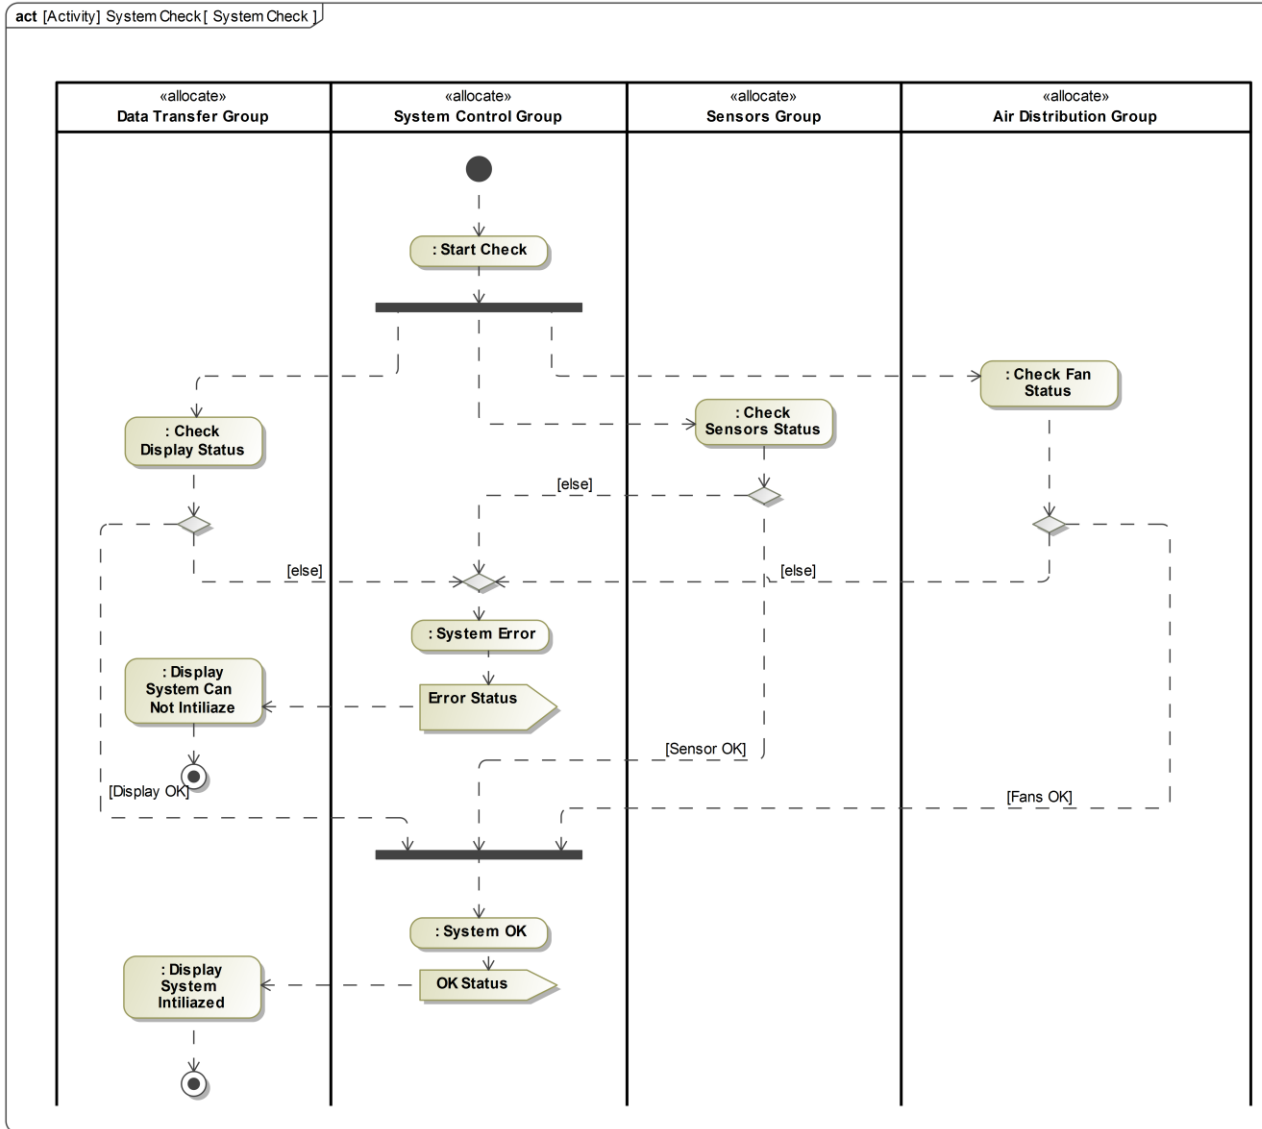 act [Activity] System Check[ System Check ]
«allocate»
Data Transfer Group
«allocate»
System Control Group
«allocate»
Sensors Group
«allocate»
Air Distribution Group
: Start Check
: Check Fan
Status
: Check
Sensors Status
: Check
Display Status
[else]
[else]
[else]
: System Error
: Display
System Can
Not Intiliaze
Error Status
[Sensor OK]
[Display OK]
[Fans OK]
: System OK
: Display
System
Intiliazed
OK Status